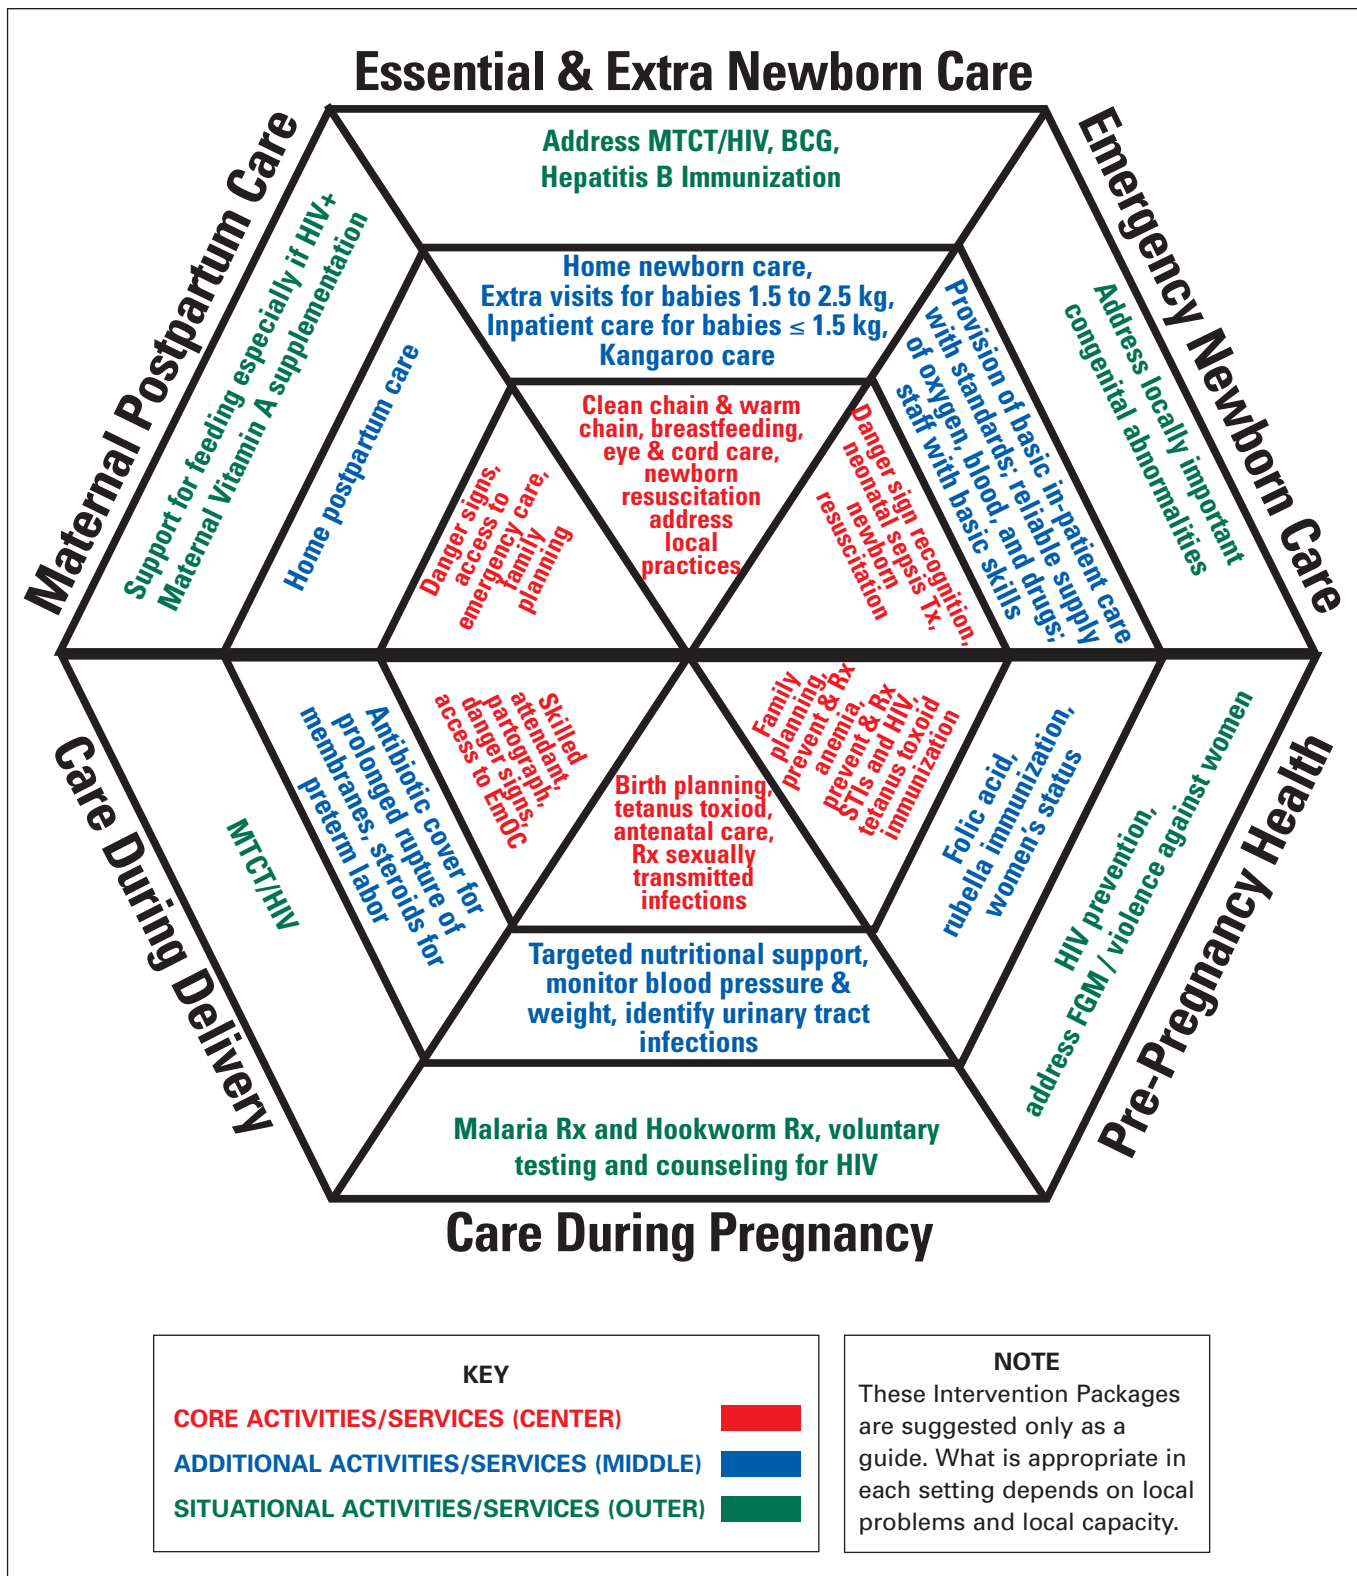 Essential & Extra Newborn Care
Address MTCT/HIV, BCG,
Hepatitis B Immunization
Home newborn care,
Extra visits for babies 1.5 to 2.5 kg,
Inpatient care for babies ≤ 1.5 kg,
Kangaroo care
Clean chain & warm
chain, breastfeeding,
eye & cord care,
newborn
resuscitation
address
local
practices
Emergency Newborn Care
Address locally important
congenital abnormalities
Provision of basic in-patient care
with standards; reliable supply
of oxygen, blood, and drugs;
staff with basic skills
Danger sign recognition,
neonatal sepsis Tx,
newborn
resuscitation
Pre-Pregnancy Health
HIV prevention,
address FGM / violence against women
Folic acid,
rubella immunization,
women's status
Family
planning,
prevent & Rx
anemia,
prevent & Rx
STIs and HIV,
tetanus toxoid
immunization
Care During Pregnancy
Birth planning,
tetanus toxiod,
antenatal care,
Rx sexually
transmitted
infections
Targeted nutritional support,
monitor blood pressure &
weight, identify urinary tract
infections
Malaria Rx and Hookworm Rx, voluntary
testing and counseling for HIV
Care During Delivery
MTCT/HIV
Antibiotic cover for
prolonged rupture of
membranes, steroids for
preterm labor
Skilled
attendant,
partograph,
danger signs,
access to EmOC
Maternal Postpartum Care
Support for feeding especially if HIV+
Maternal Vitamin A supplementation
Home postpartum care
Danger signs,
access to
emergency care,
family
planning
KEY
CORE ACTIVITIES/SERVICES (CENTER)
ADDITIONAL ACTIVITIES/SERVICES (MIDDLE)
SITUATIONAL ACTIVITIES/SERVICES (OUTER)
NOTE
These Intervention Packages
are suggested only as a
guide. What is appropriate in
each setting depends on local
problems and local capacity.